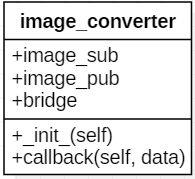 image_converter
+image_sub
+image_pub
+bridge
+_init_(self)
+callback(self, data)